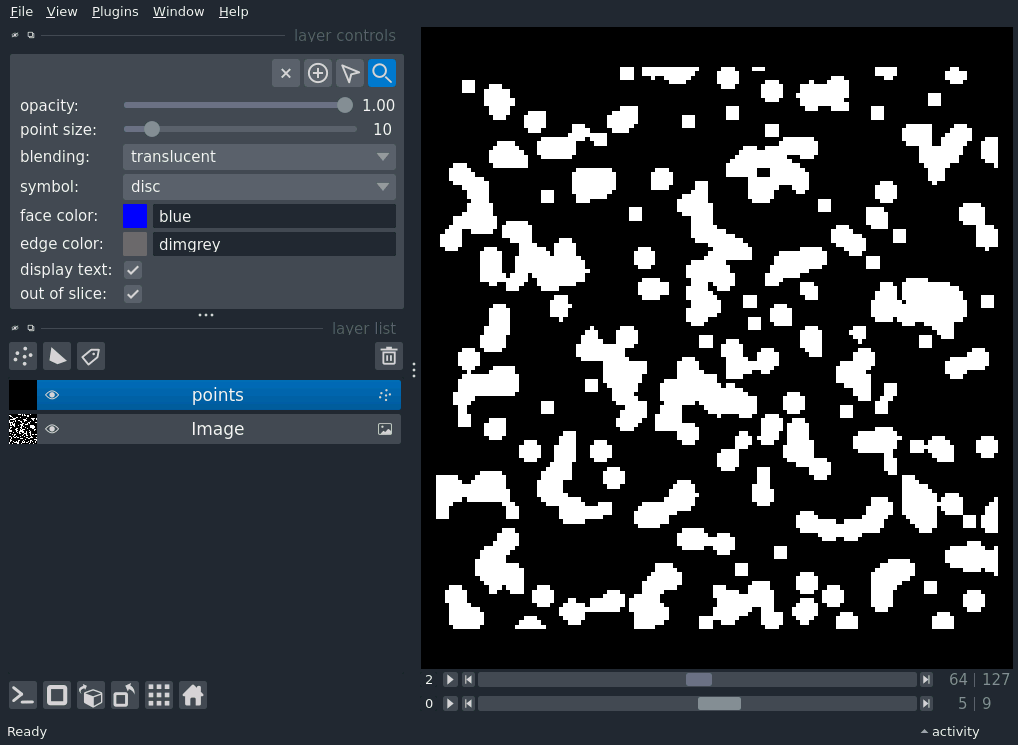 File View Plugins Window Help
layer controls
opacity: 1.00
point size: 10
blending: translucent
symbol: disc
face color: blue
edge color: dimgrey
display text:
out of slice:
layer list
points
Image
2 64 | 127
0 5 | 9
Ready activity